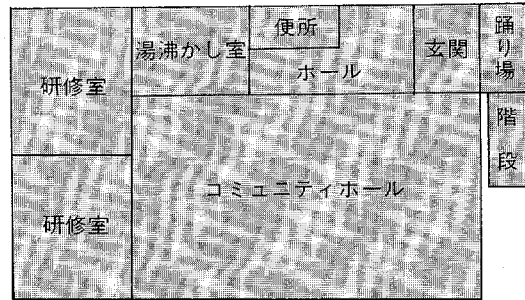 研修室
湯沸かし室
便所
ホール
玄関
踊り場
階段
コミュニティホール
研修室